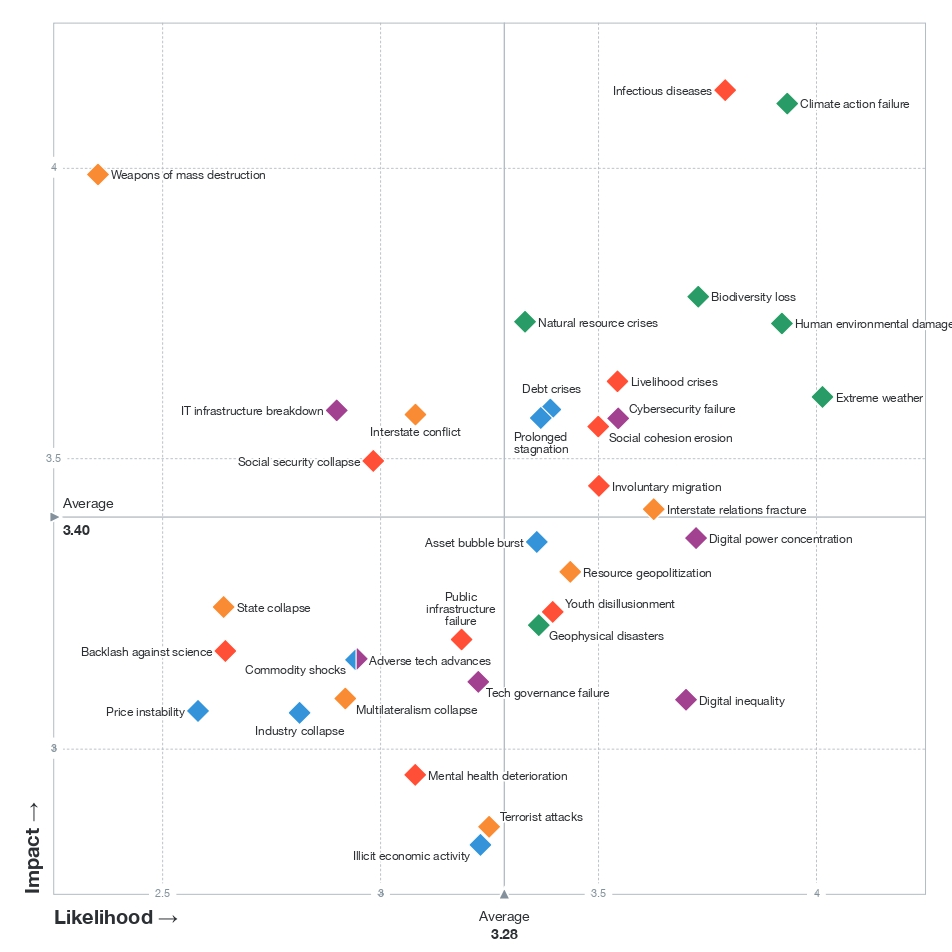 Infectious diseases
Climate action failure
4
Weapons of mass destruction
Biodiversity loss
Natural resource crises
Human environmental damage
Livelihood crises
Debt crises
Extreme weather
IT infrastructure breakdown
Cybersecurity failure
Interstate conflict
Prolonged
stagnation
Social cohesion erosion
3.5
Social security collapse
Involuntary migration
Average
3.40
Interstate relations fracture
Asset bubble burst
Digital power concentration
Resource geopolitization
Public
infrastructure
failure
State collapse
Youth disillusionment
Geophysical disasters
Backlash against science
Commodity shocks
Adverse tech advances
Tech governance failure
Digital inequality
Price instability
Multilateralism collapse
Industry collapse
3
Mental health deterioration
Terrorist attacks
Illicit economic activity
Impact →
2.5
3
3.5
4
Likelihood →
Average
3.28